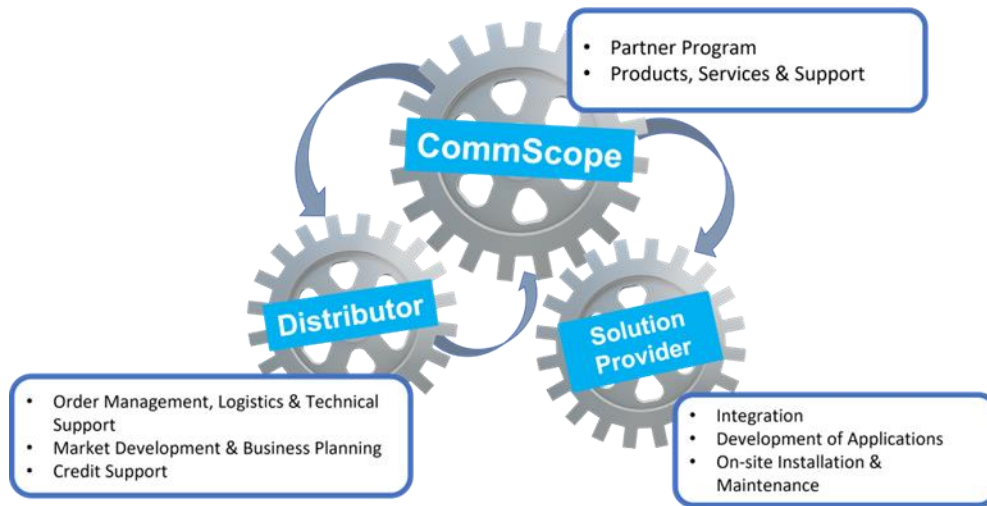 • Partner Program
• Products, Services & Support
CommScope
Distributor
Solution
Provider
• Order Management, Logistics & Technical
Support
• Market Development & Business Planning
• Credit Support
• Integration
• Development of Applications
• On-site Installation &
Maintenance